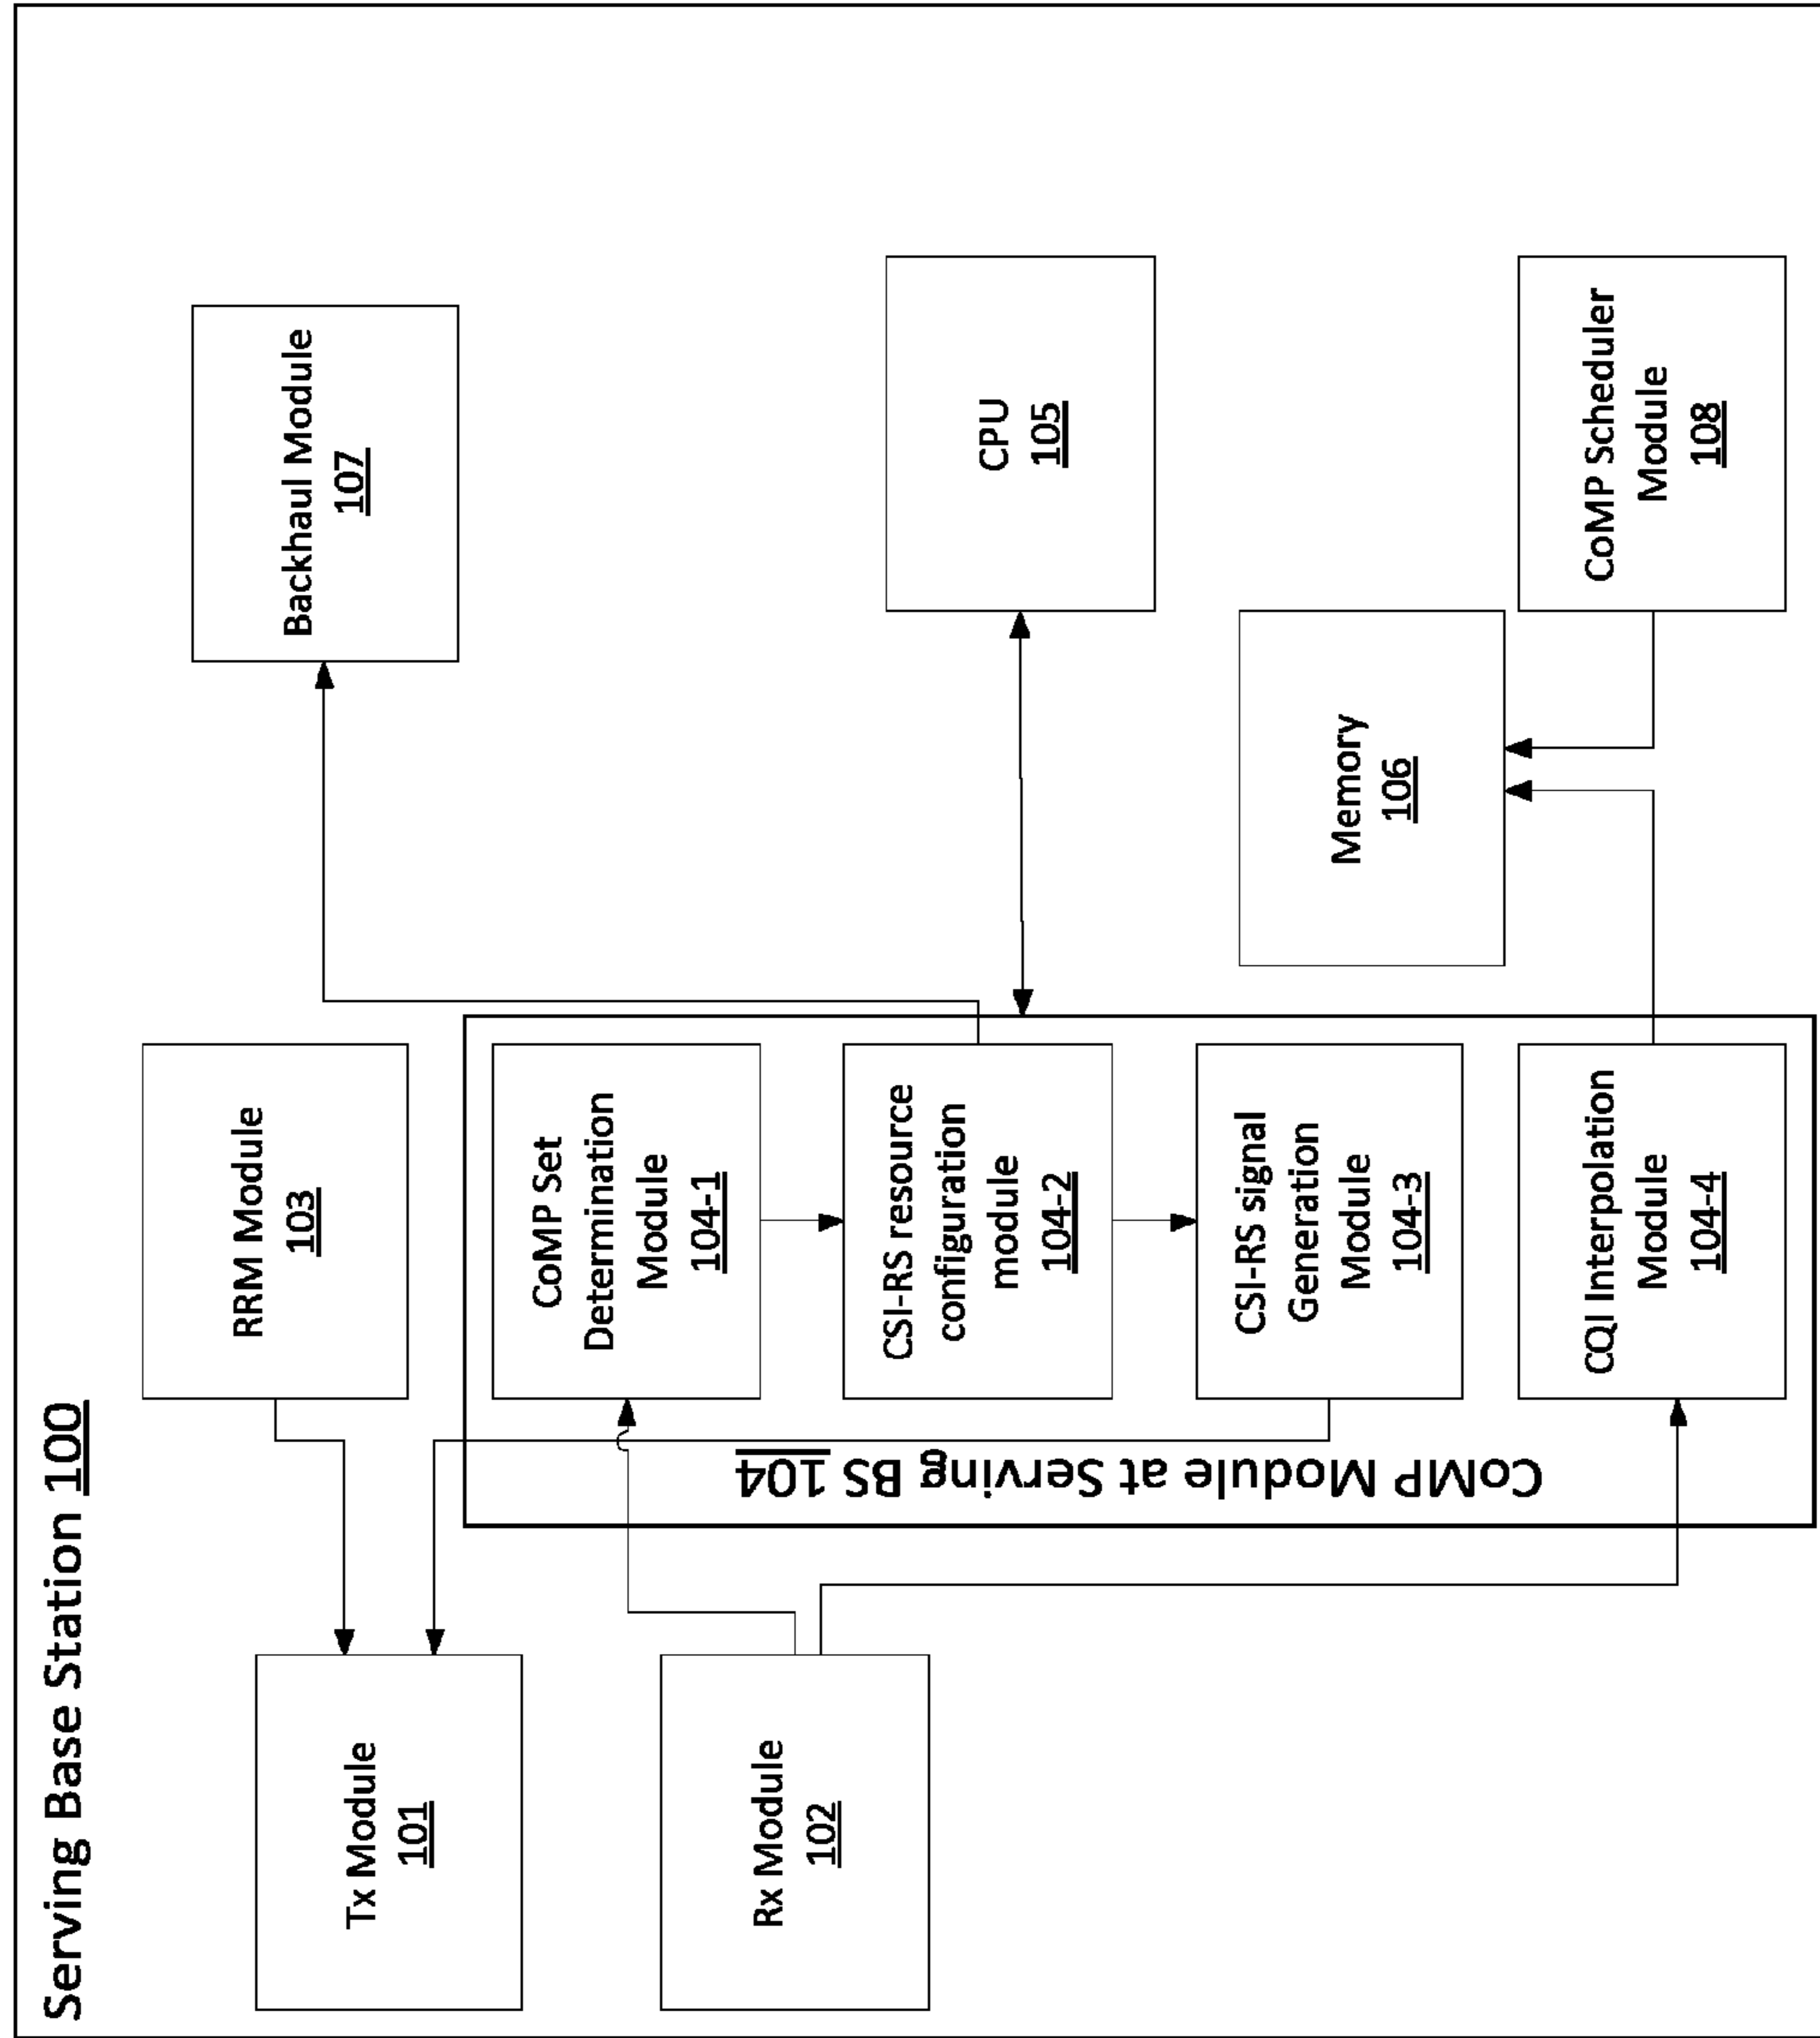 Serving Base Station 100
Tx Module
101
Rx Module
102
RRM Module
103
CoMP Module at Serving BS 104
CoMP Set
Determination
Module
104-1
CSI-RS resource
configuration
module
104-2
CSI-RS signal
Generation
Module
104-3
CQI Interpolation
Module
104-4
Backhaul Module
107
CPU
105
Memory
106
CoMP Scheduler
Module
108